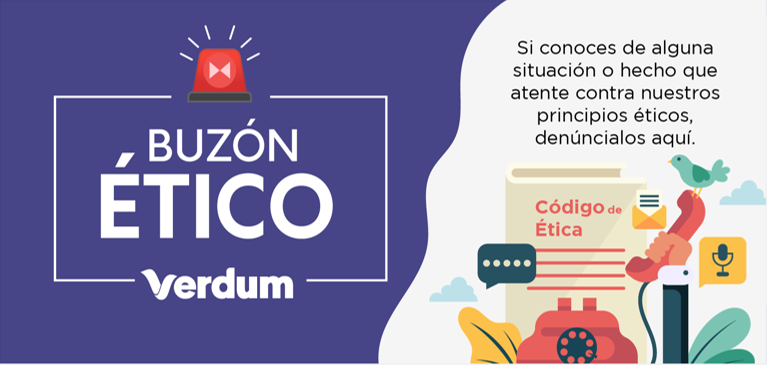 BUZÓN
ÉTICO
Verdum
Si conoces de alguna
situación o hecho que
atente contra nuestros
principios éticos,
denúncialos aquí.
Código de
Ética